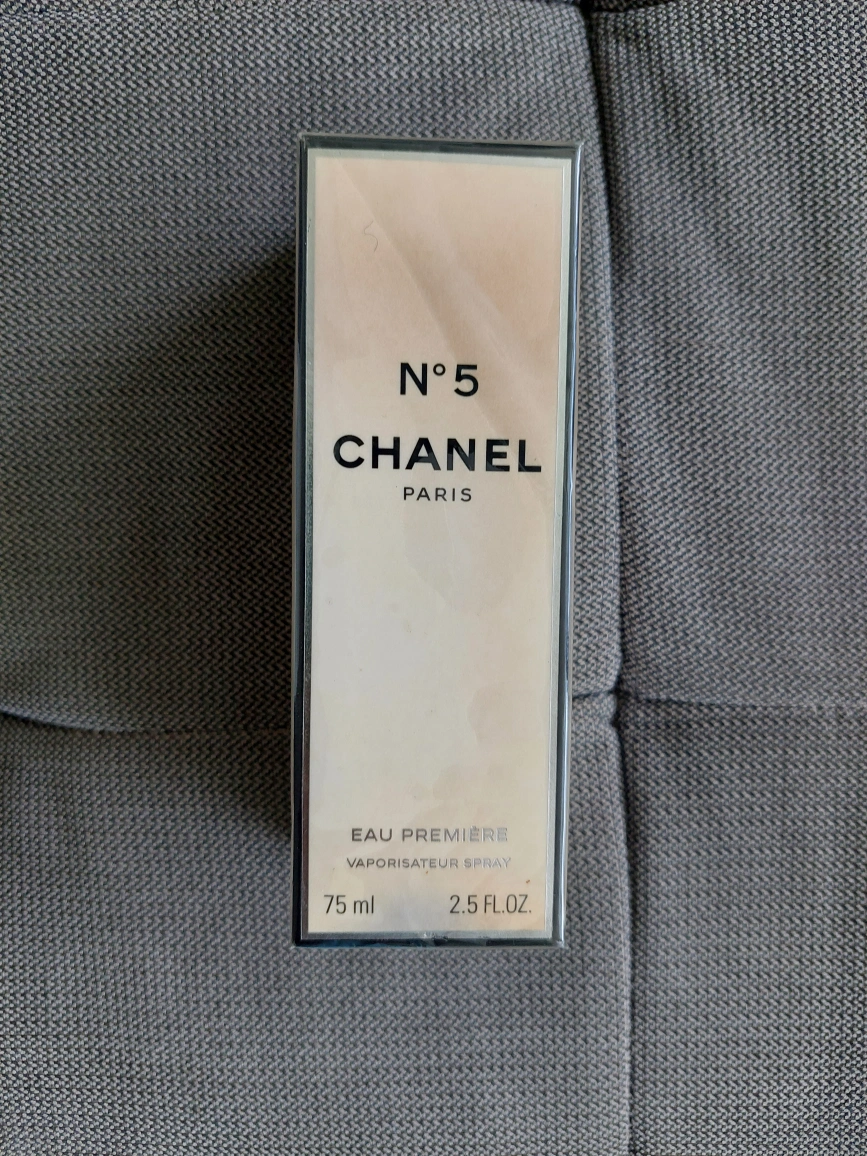 N°5
CHANEL
PARIS
EAU PREMIÈRE
VAPORISATEUR SPRAY
75 ml 2.5 FL.OZ.